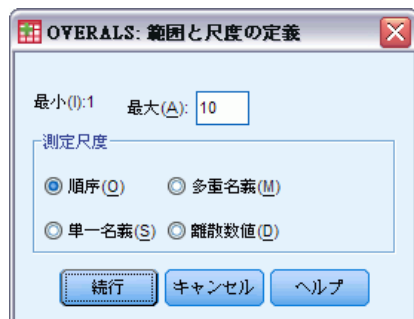 OVERALS: 範囲と尺度の定義
最小(I):1 最大(A): 10
測定尺度
順序(O) 多重名義(M)
単一名義(S) 離散数値(D)
続行 キャンセル ヘルプ